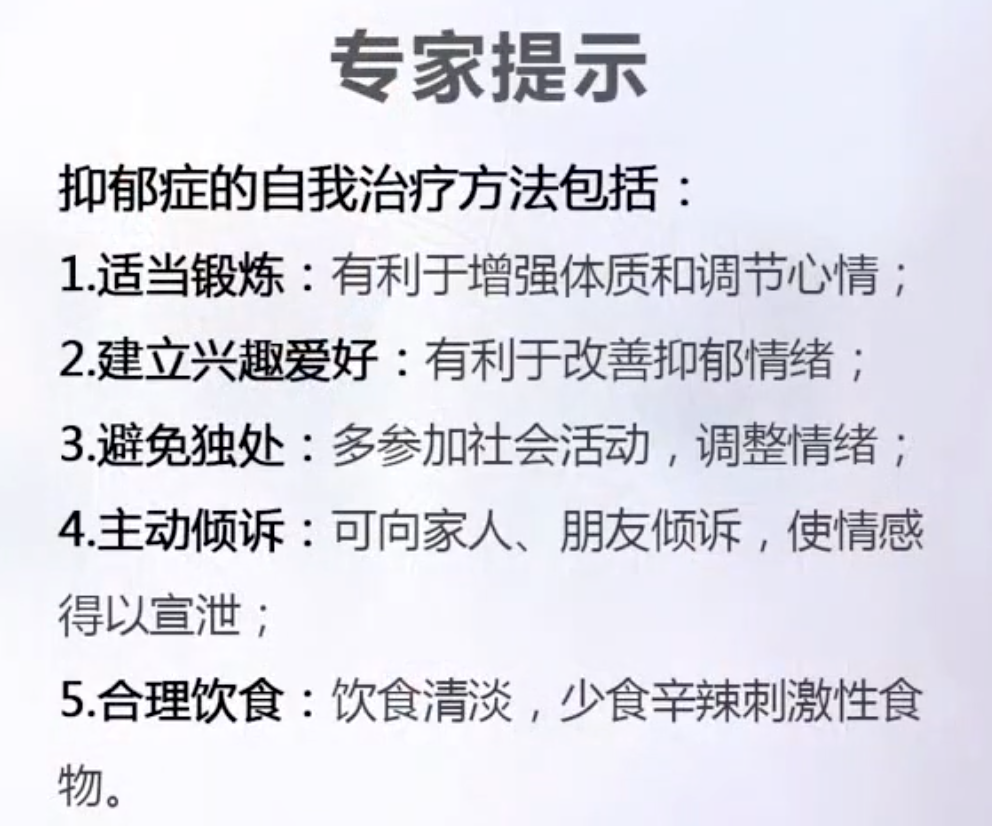 专家提示
抑郁症的自我治疗方法包括：
1.适当锻炼：有利于增强体质和调节心情；
2.建立兴趣爱好：有利于改善抑郁情绪；
3.避免独处：多参加社会活动，调整情绪；
4.主动倾诉：可向家人、朋友倾诉，使情感
得以宣泄；
5.合理饮食：饮食清淡，少食辛辣刺激性食
物。